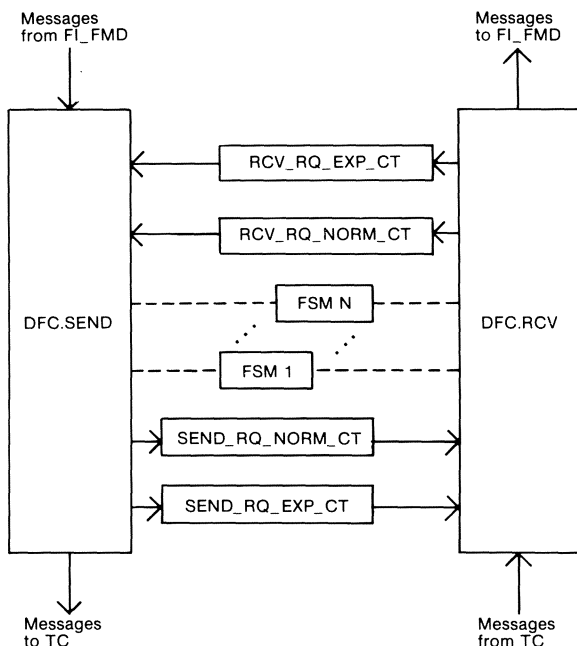 Messages
from FI_FMD
Messages
to FI_FMD
RCV_RQ_EXP_CT
RCV_RQ_NORM_CT
FSM N
DFC.SEND
DFC.RCV
FSM 1
SEND_RQ_NORM_CT
SEND_RQ_EXP_CT
Messages
to TC
Messages
from TC